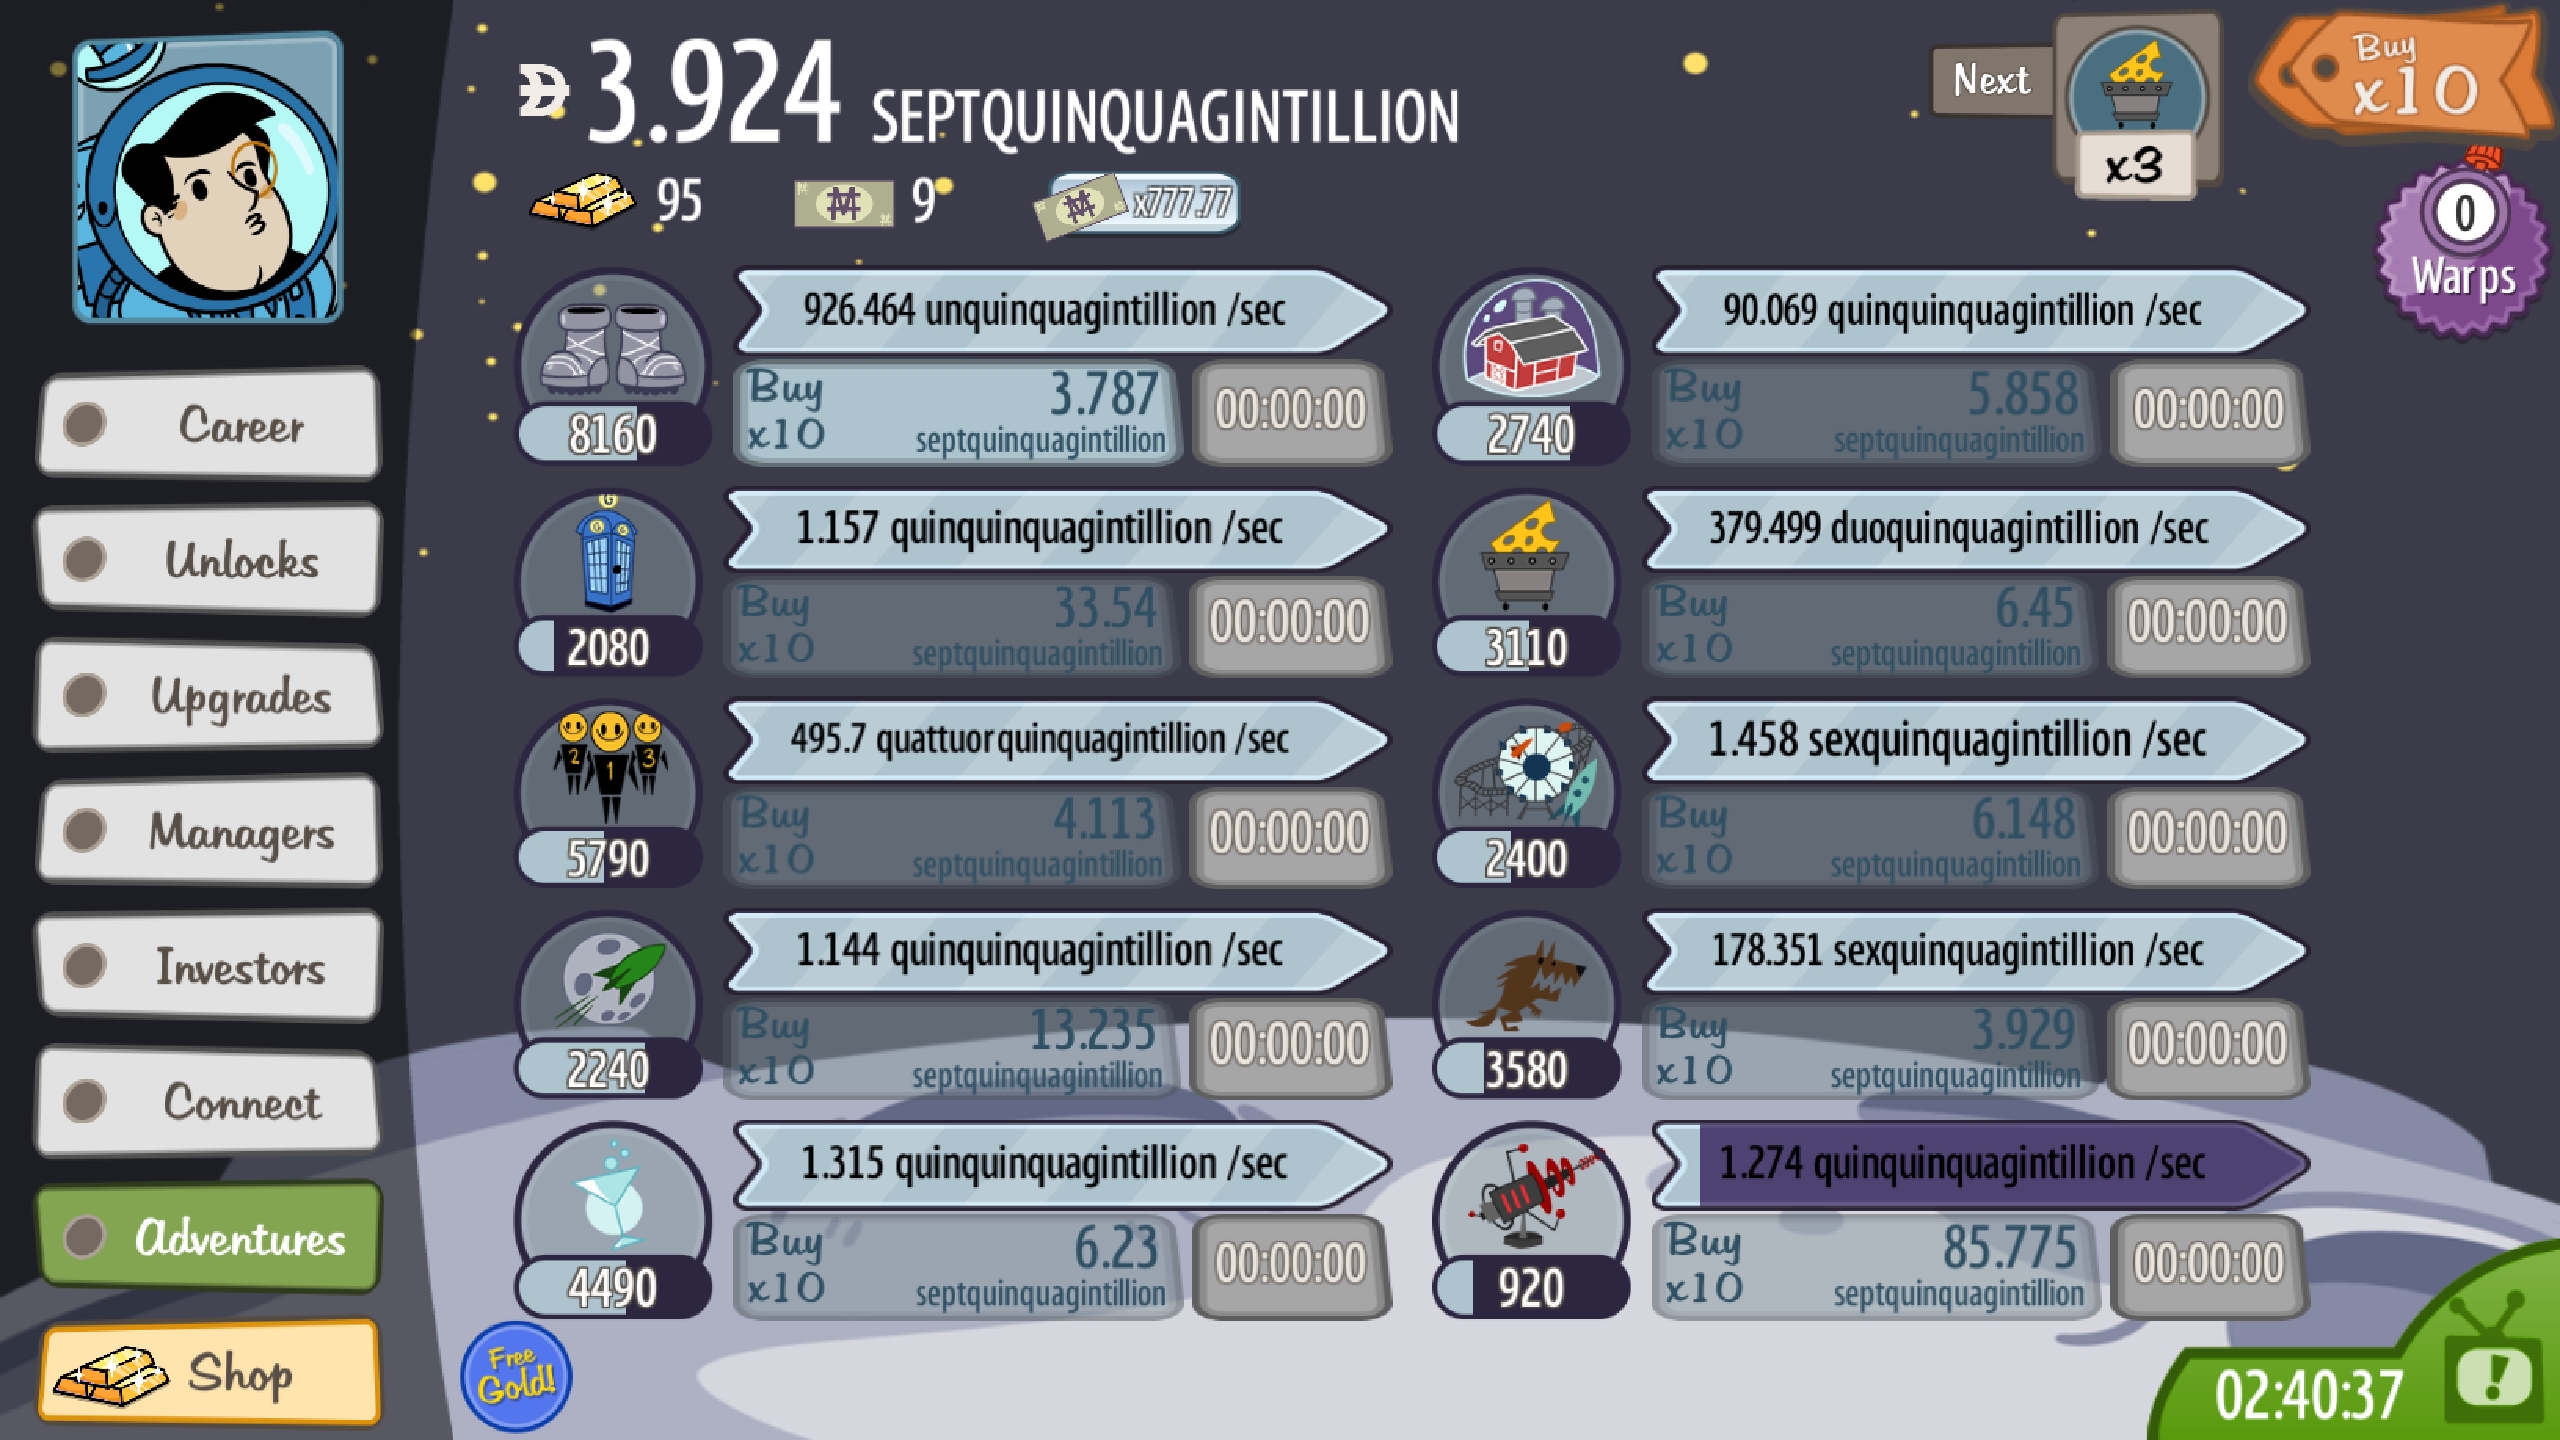 3.924 SEPTQUINQUAGINTILLION
Next
x3
Buy
x10
95
9
x777.77
0
Warps
Career
Unlocks
Upgrades
Managers
Investors
Connect
Adventures
Shop
926.464 unquinquagintillion /sec
Buy 3.787
x10 septquinquagintillion
00:00:00
8160
90.069 quinquinquagintillion /sec
Buy 5.858
x10 septquinquagintillion
00:00:00
2740
G
1.157 quinquinquagintillion /sec
Buy 33.54
x10 septquinquagintillion
00:00:00
2080
379.499 duoquinquagintillion /sec
Buy 6.45
x10 septquinquagintillion
00:00:00
3110
2 1 3
495.7 quattuorquinquagintillion /sec
Buy 4.113
x10 septquinquagintillion
00:00:00
5790
1.458 sexquinquagintillion /sec
Buy 6.148
x10 septquinquagintillion
00:00:00
2400
1.144 quinquinquagintillion /sec
Buy 13.235
x10 septquinquagintillion
00:00:00
2240
178.351 sexquinquagintillion /sec
Buy 3.929
x10 septquinquagintillion
00:00:00
3580
1.315 quinquinquagintillion /sec
Buy 6.23
x10 septquinquagintillion
00:00:00
4490
1.274 quinquinquagintillion /sec
Buy 85.775
x10 septquinquagintillion
00:00:00
920
Free
Gold!
02:40:37
!